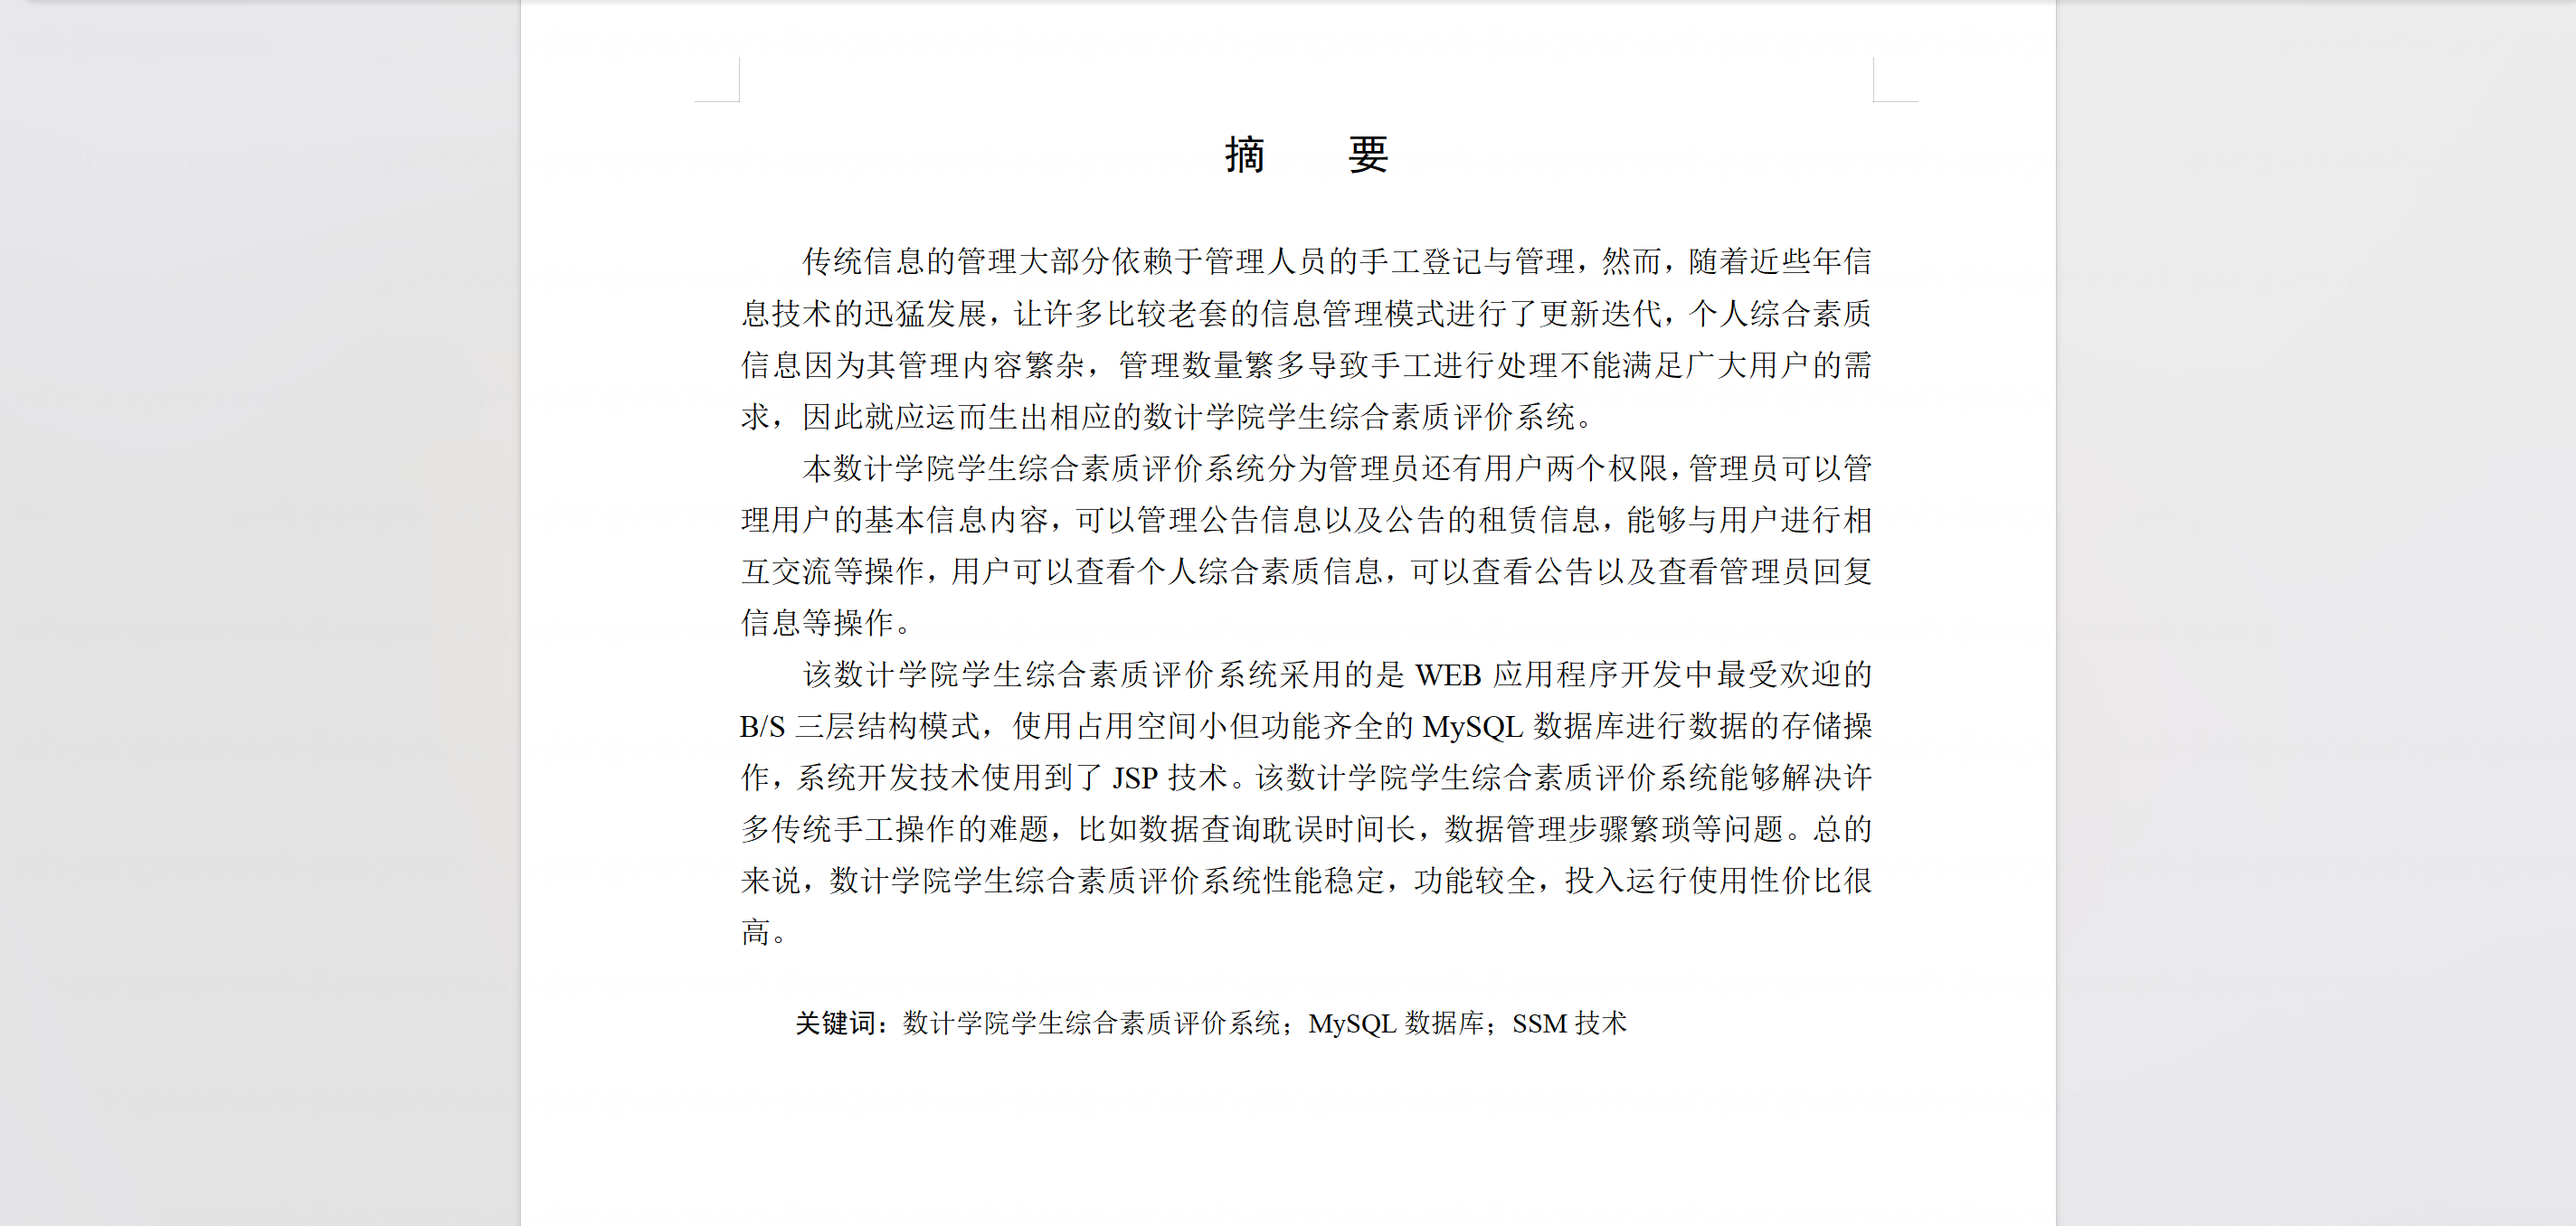 摘 要
传统信息的管理大部分依赖于管理人员的手工登记与管理，然而，随着近些年信
息技术的迅猛发展，让许多比较老套的信息管理模式进行了更新迭代，个人综合素质
信息因为其管理内容繁杂，管理数量繁多导致手工进行处理不能满足广大用户的需
求，因此就应运而生出相应的数计学院学生综合素质评价系统。
本数计学院学生综合素质评价系统分为管理员还有用户两个权限，管理员可以管
理用户的基本信息内容，可以管理公告信息以及公告的租赁信息，能够与用户进行相
互交流等操作，用户可以查看个人综合素质信息，可以查看公告以及查看管理员回复
信息等操作。
该数计学院学生综合素质评价系统采用的是 WEB 应用程序开发中最受欢迎的
B/S 三层结构模式，使用占用空间小但功能齐全的 MySQL 数据库进行数据的存储操
作，系统开发技术使用到了 JSP 技术。该数计学院学生综合素质评价系统能够解决许
多传统手工操作的难题，比如数据查询耽误时间长，数据管理步骤繁琐等问题。总的
来说，数计学院学生综合素质评价系统性能稳定，功能较全，投入运行使用性价比很
高。
关键词：数计学院学生综合素质评价系统；MySQL 数据库；SSM 技术